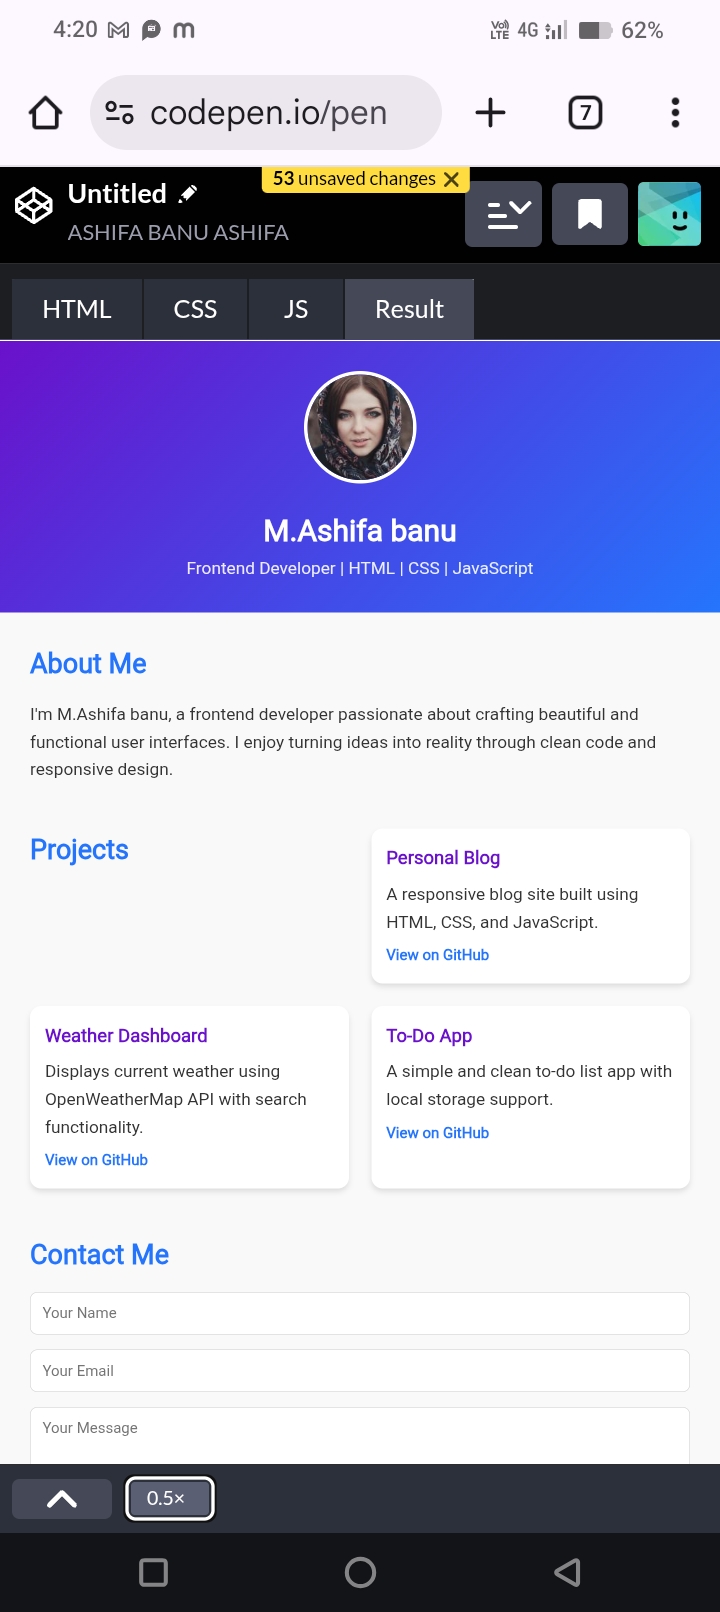 4:20
Vo) LTE 4G 62%
codepen.io/pen
7
53 unsaved changes
Untitled
ASHIFA BANU ASHIFA
HTML CSS JS Result
M.Ashifa banu
Frontend Developer | HTML | CSS | JavaScript
About Me
I'm M.Ashifa banu, a frontend developer passionate about crafting beautiful and
functional user interfaces. I enjoy turning ideas into reality through clean code and
responsive design.
Projects
Personal Blog
A responsive blog site built using
HTML, CSS, and JavaScript.
View on GitHub
Weather Dashboard
Displays current weather using
OpenWeatherMap API with search
functionality.
View on GitHub
To-Do App
A simple and clean to-do list app with
local storage support.
View on GitHub
Contact Me
Your Name
Your Email
Your Message
0.5×